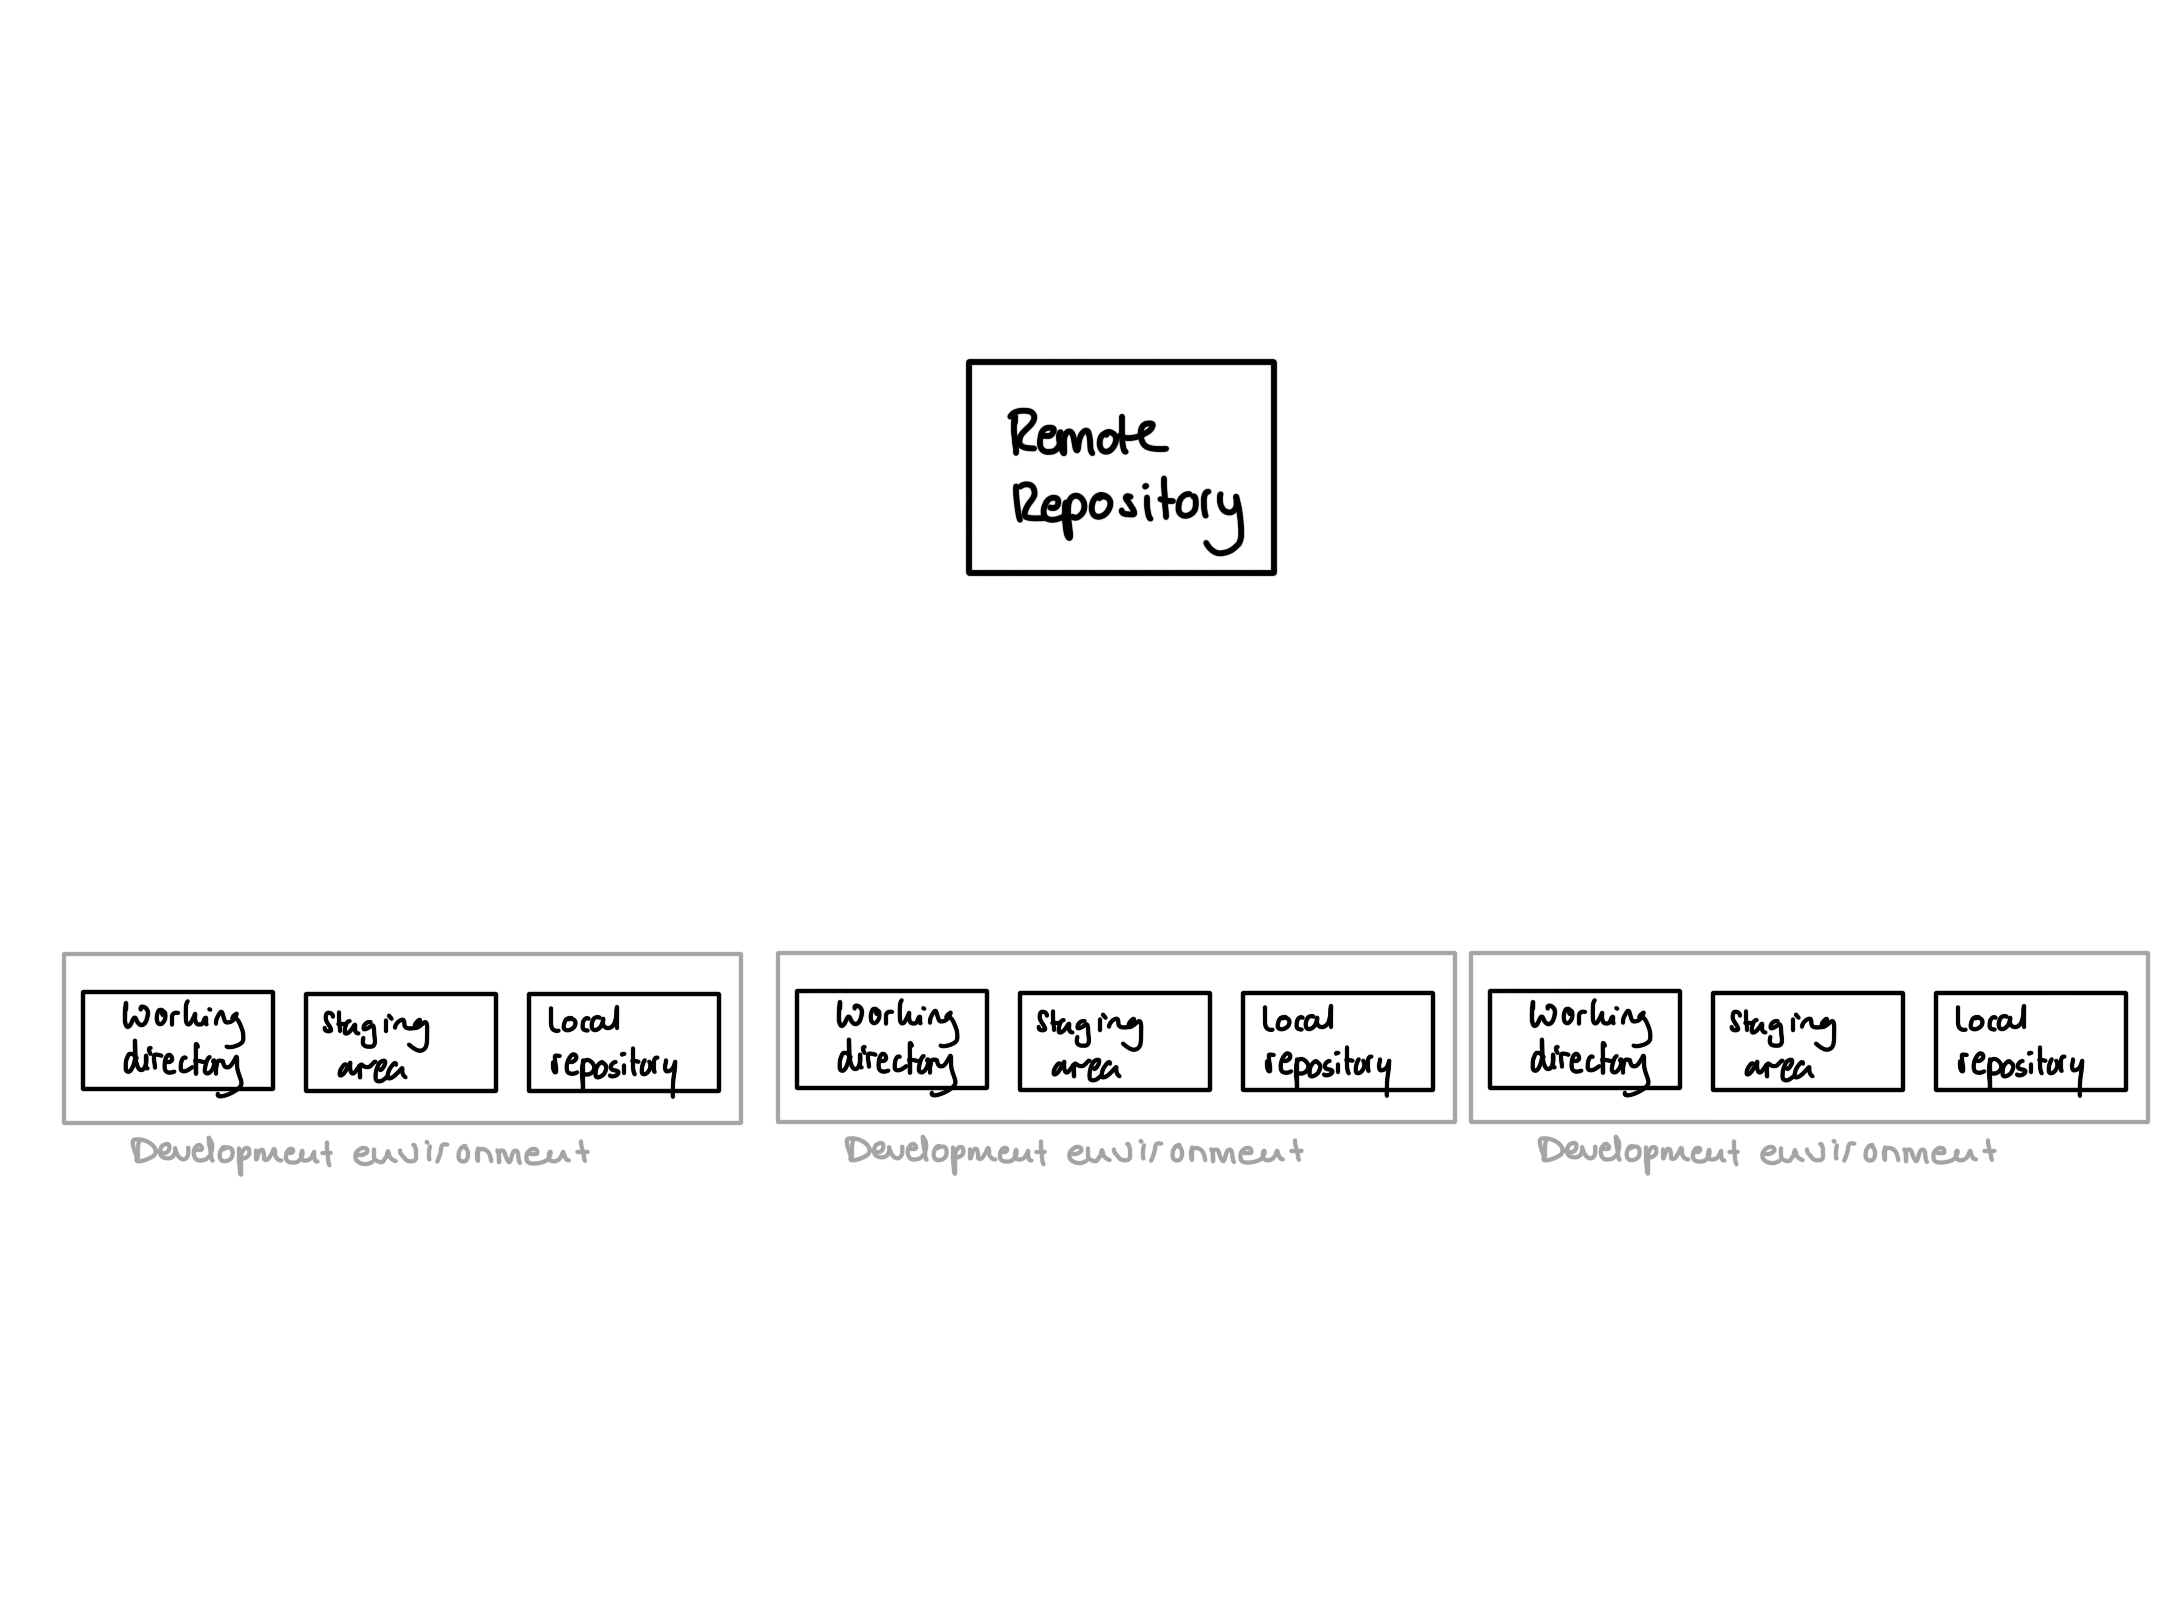 Remote
Repository
Working
directory
Staging
area
Local
repository
Development environment
Working
directory
Staging
area
Local
repository
Development environment
Working
directory
Staging
area
Local
repository
Development environment